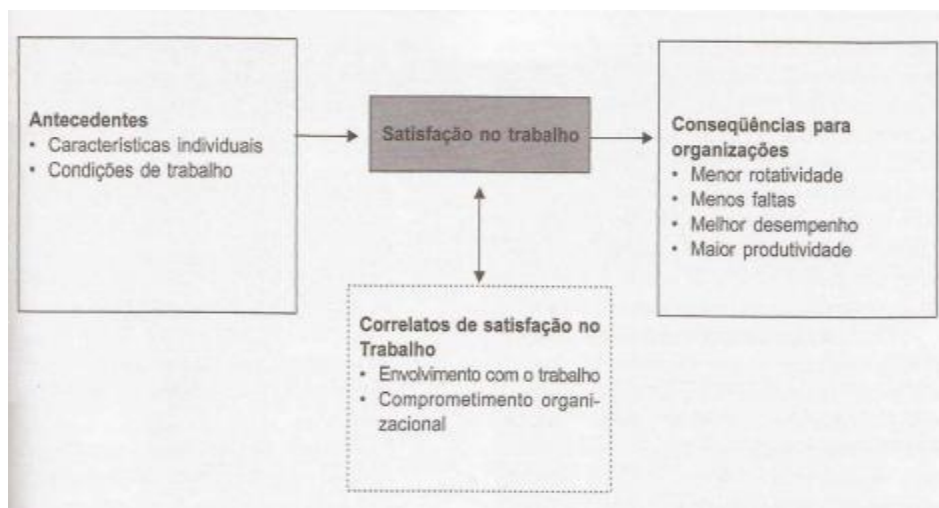 Antecedentes
• Características individuais
• Condições de trabalho
Satisfação no trabalho
Conseqüências para
organizações
• Menor rotatividade
• Menos faltas
• Melhor desempenho
• Maior produtividade
Correlatos de satisfação no
Trabalho
• Envolvimento com o trabalho
• Comprometimento organi-
zacional